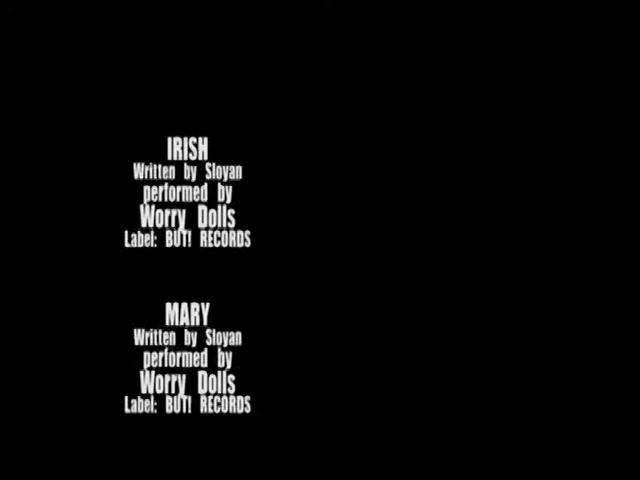 IRISH
Written by Sloyan
performed by
Worry Dolls
Label: BUT! RECORDS
MARY
Written by Sloyan
performed by
Worry Dolls
Label: BUT! RECORDS